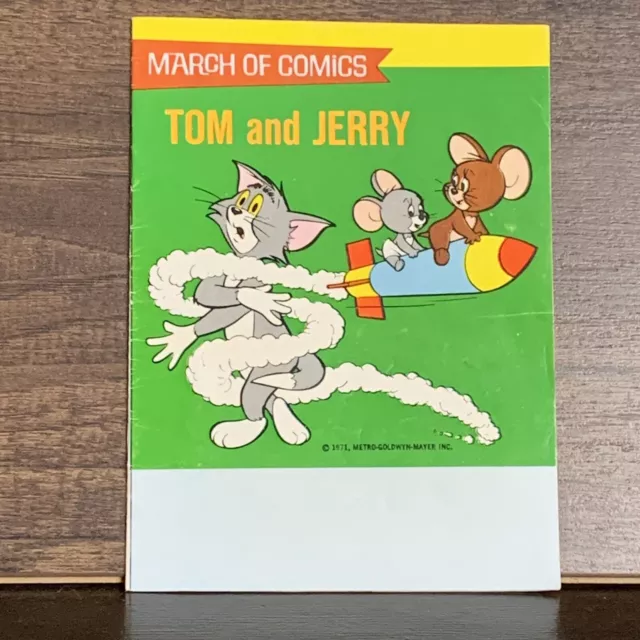 MARCH OF COMICS
TOM and JERRY
© 1971, METRO-GOLDWYN-MAYER, INC.